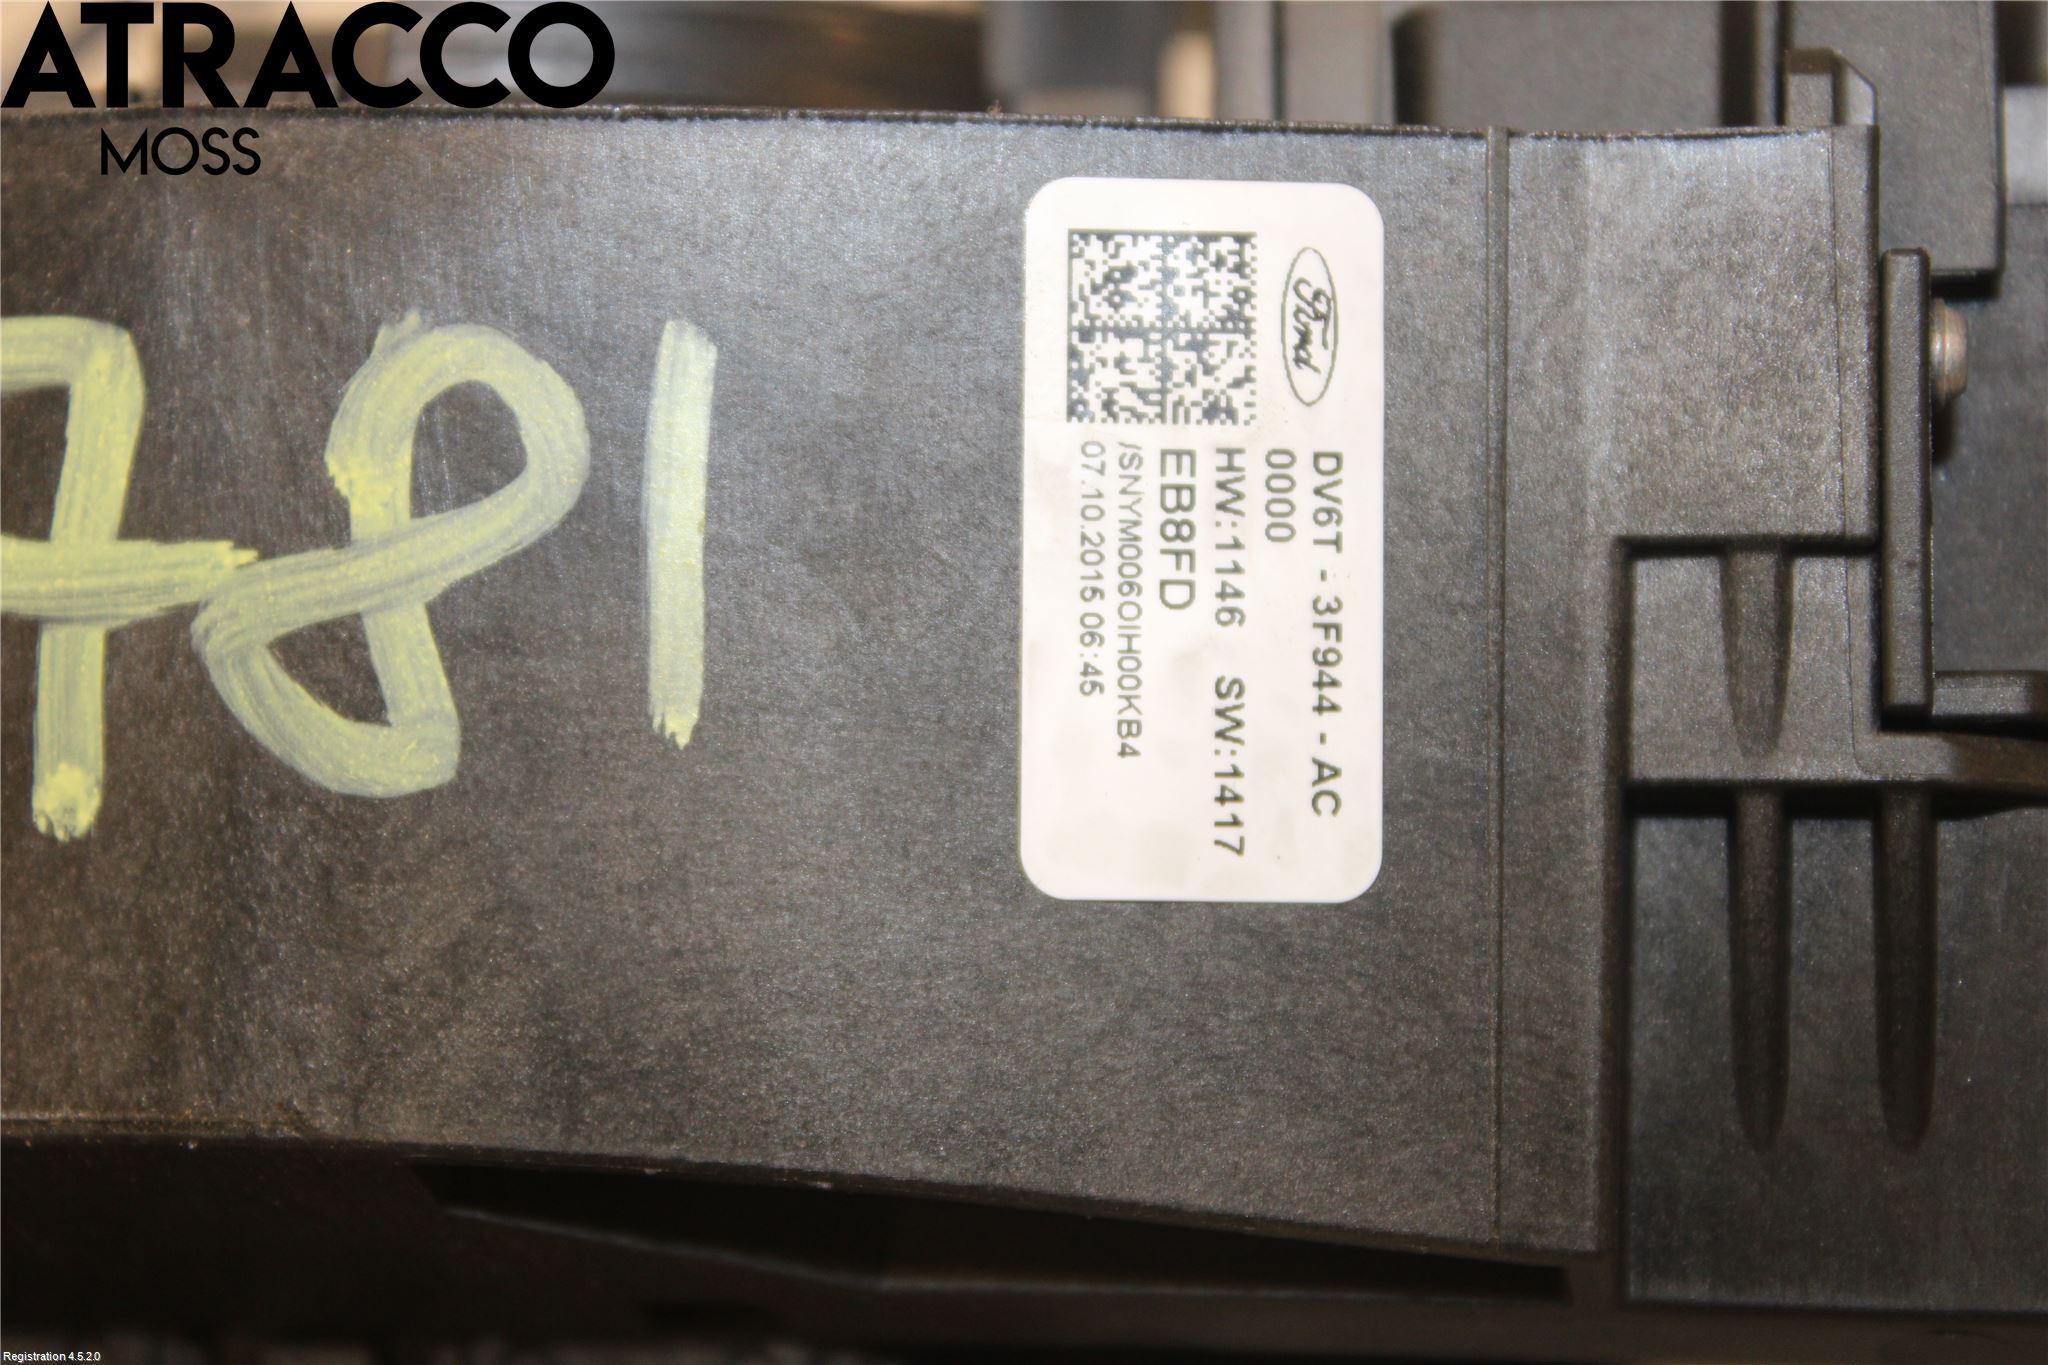 ATRACCO
MOSS
781
Ford
DV6T - 3F944 - AC
0000
HW:1146 SW:1417
EB8FD
/SNYM006OIH00KB4
07.10.2015 06:45
Registration 4.5.2.0